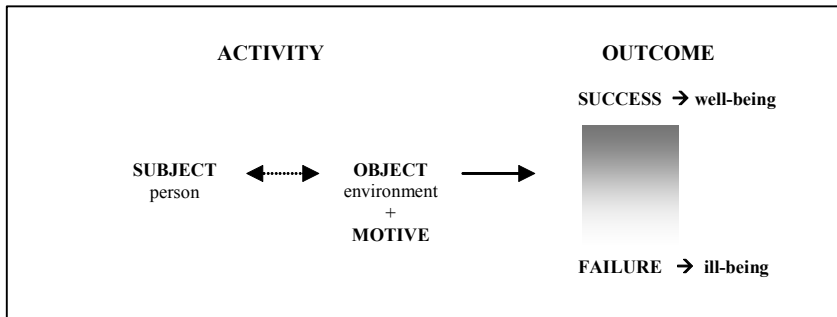 ACTIVITY
OUTCOME
SUCCESS → well-being
SUBJECT
person
OBJECT
environment
+
MOTIVE
FAILURE → ill-being